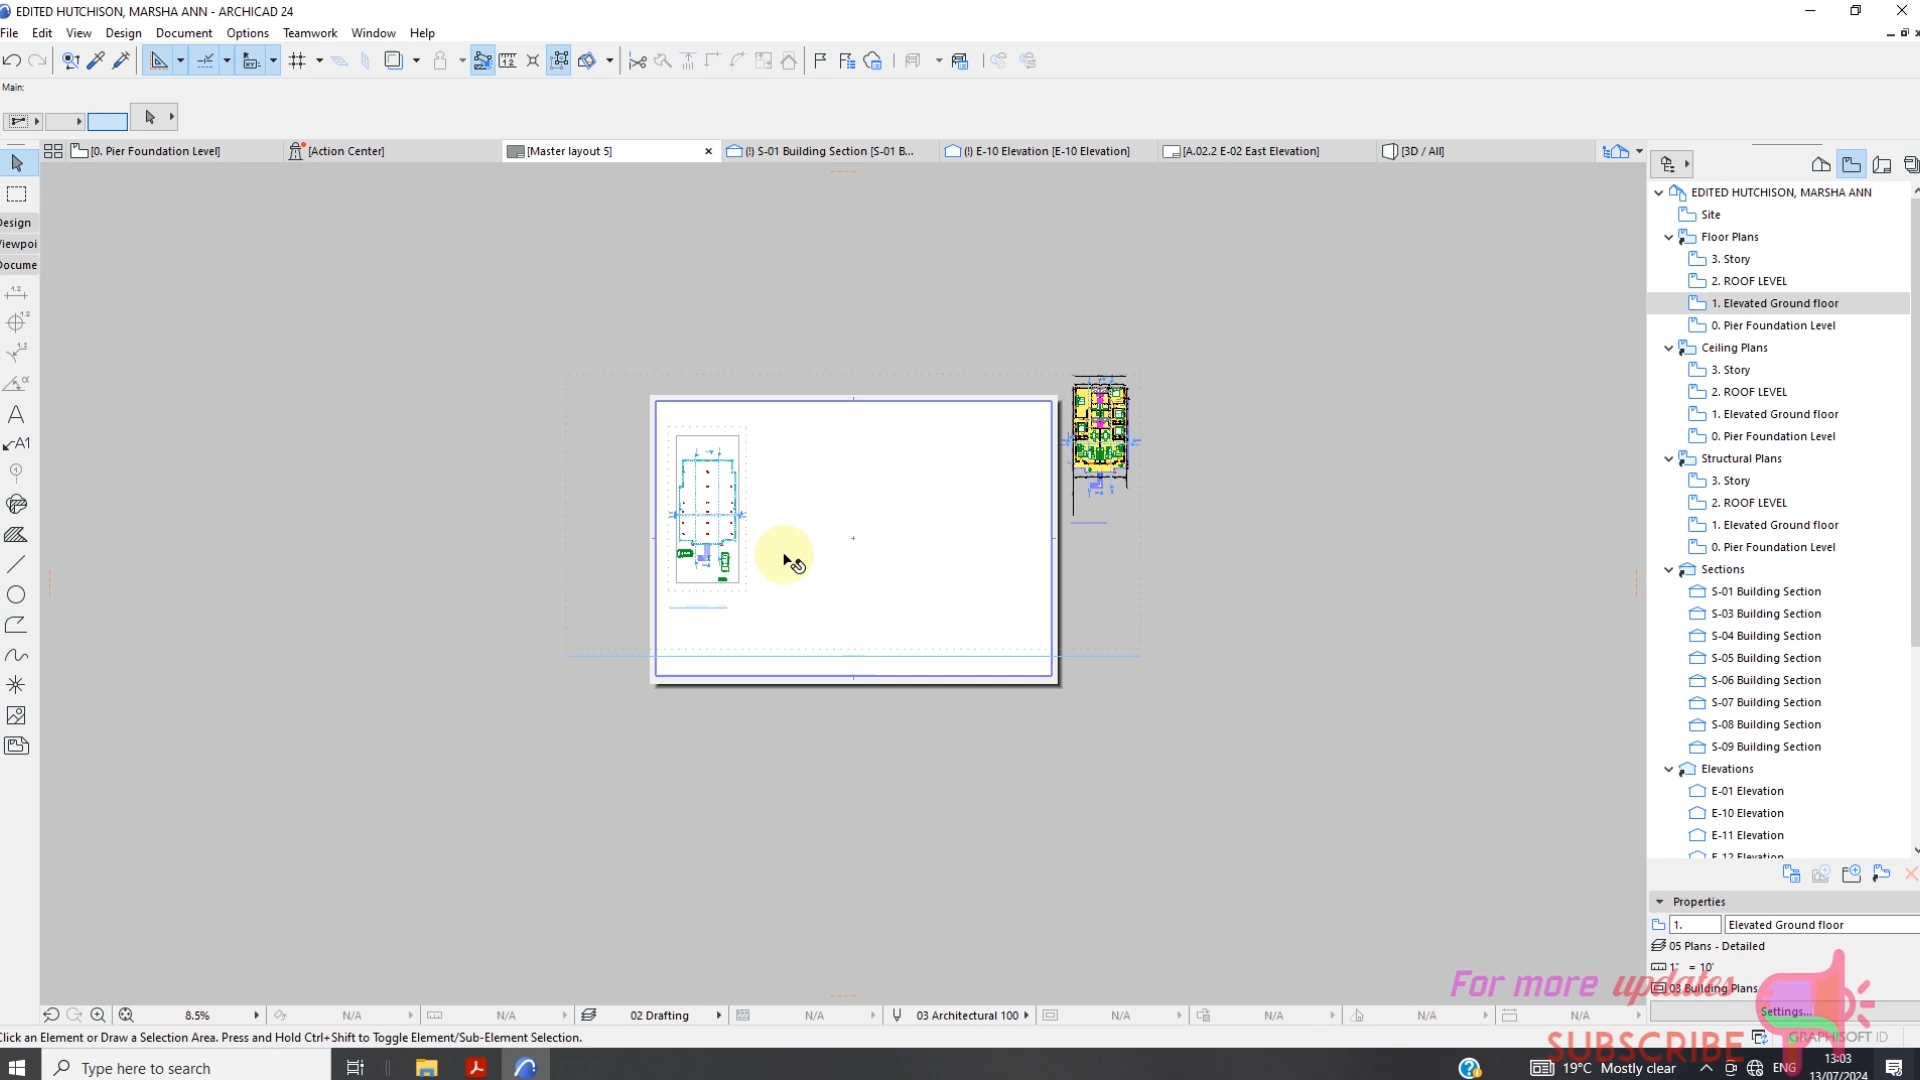 EDITED HUTCHISON, MARSHA ANN - ARCHICAD 24
File Edit View Design Document Options Teamwork Window Help
Main:
[0. Pier Foundation Level]
[Action Center]
[Master layout 5]
(!) S-01 Building Section [S-01 B...
(!) E-10 Elevation [E-10 Elevation]
[A.02.2 E-02 East Elevation]
[3D / All]
Design
Viewpoi
Docume
EDITED HUTCHISON, MARSHA ANN
Site
Floor Plans
3. Story
2. ROOF LEVEL
1. Elevated Ground floor
0. Pier Foundation Level
Ceiling Plans
3. Story
2. ROOF LEVEL
1. Elevated Ground floor
0. Pier Foundation Level
Structural Plans
3. Story
2. ROOF LEVEL
1. Elevated Ground floor
0. Pier Foundation Level
Sections
S-01 Building Section
S-03 Building Section
S-04 Building Section
S-05 Building Section
S-06 Building Section
S-07 Building Section
S-08 Building Section
S-09 Building Section
Elevations
E-01 Elevation
E-10 Elevation
E-11 Elevation
E-12 Elevation
Properties
1. Elevated Ground floor
05 Plans - Detailed
1" = 10'
03 Building Plans
Settings...
For more updates
SUBSCRIBE
GRAPHISOFT ID
8.5% N/A N/A 02 Drafting N/A 03 Architectural 100 N/A N/A N/A N/A
Click an Element or Draw a Selection Area. Press and Hold Ctrl+Shift to Toggle Element/Sub-Element Selection.
Type here to search
19°C Mostly clear
ENG
13:03
13/07/2024